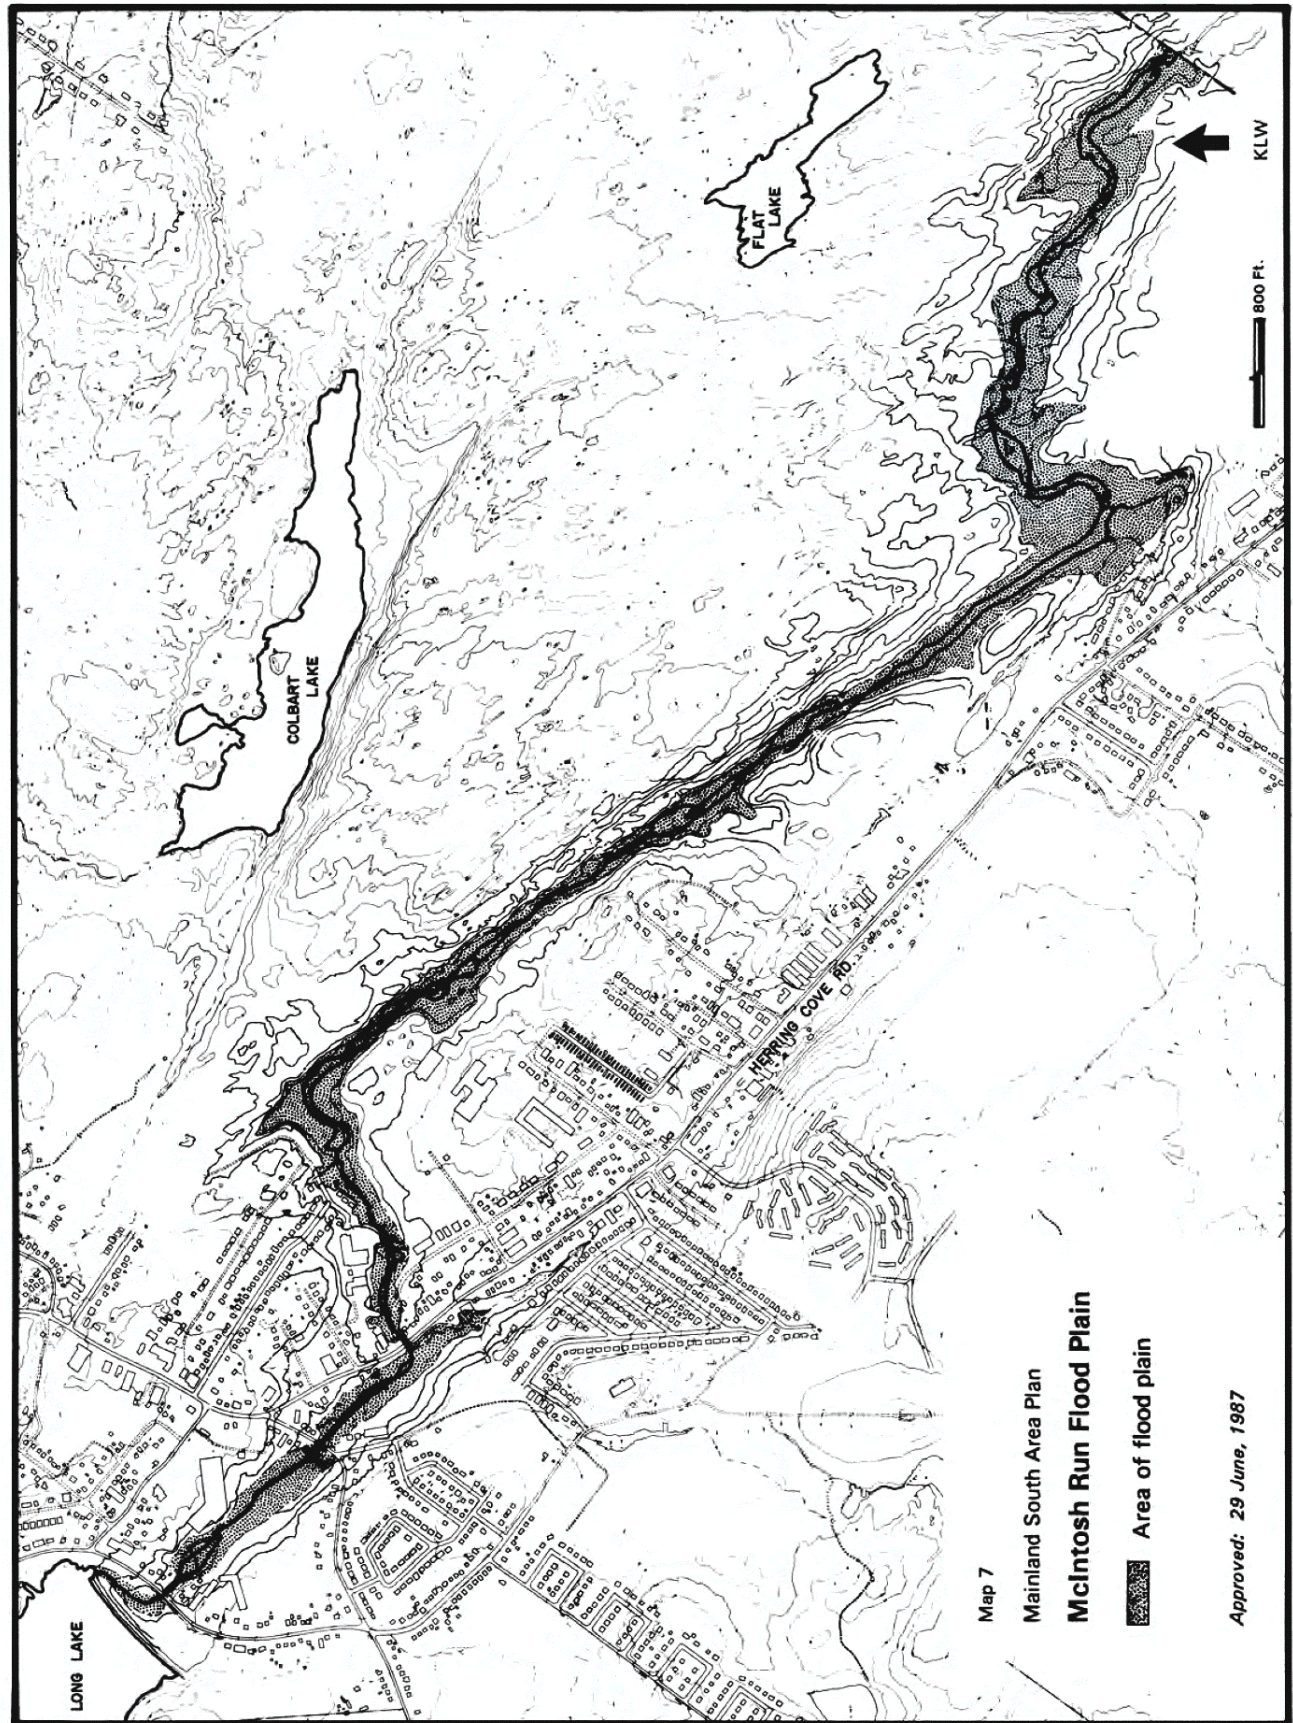 LONG LAKE
COLBART
LAKE
FLAT
LAKE
HERRING COVE RD.
Map 7
Mainland South Area Plan
McIntosh Run Flood Plain
Area of flood plain
Approved: 29 June, 1987
800 Ft.
KLW